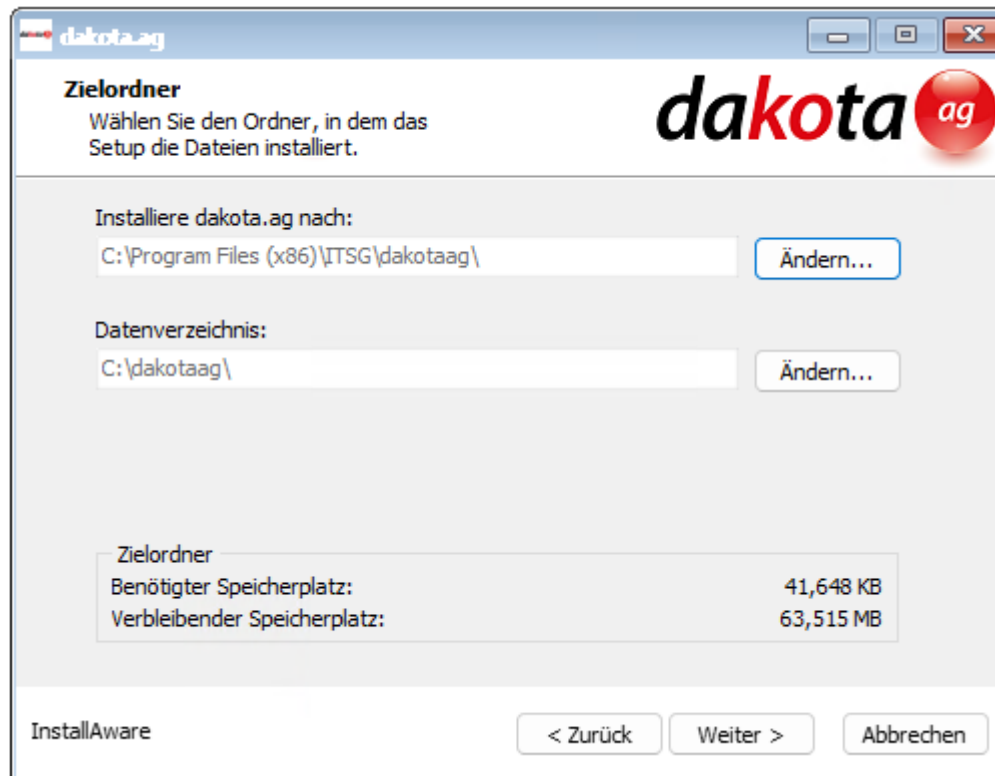 dakota.ag
Zielordner
Wählen Sie den Ordner, in dem das
Setup die Dateien installiert.
dakota ag
Installiere dakota.ag nach:
C:\Program Files (x86)\ITSG\dakotaag\
Ändern...
Datenverzeichnis:
C:\dakotaag\
Ändern...
Zielordner
Benötigter Speicherplatz: 41,648 KB
Verbleibender Speicherplatz: 63,515 MB
InstallAware
< Zurück
Weiter >
Abbrechen